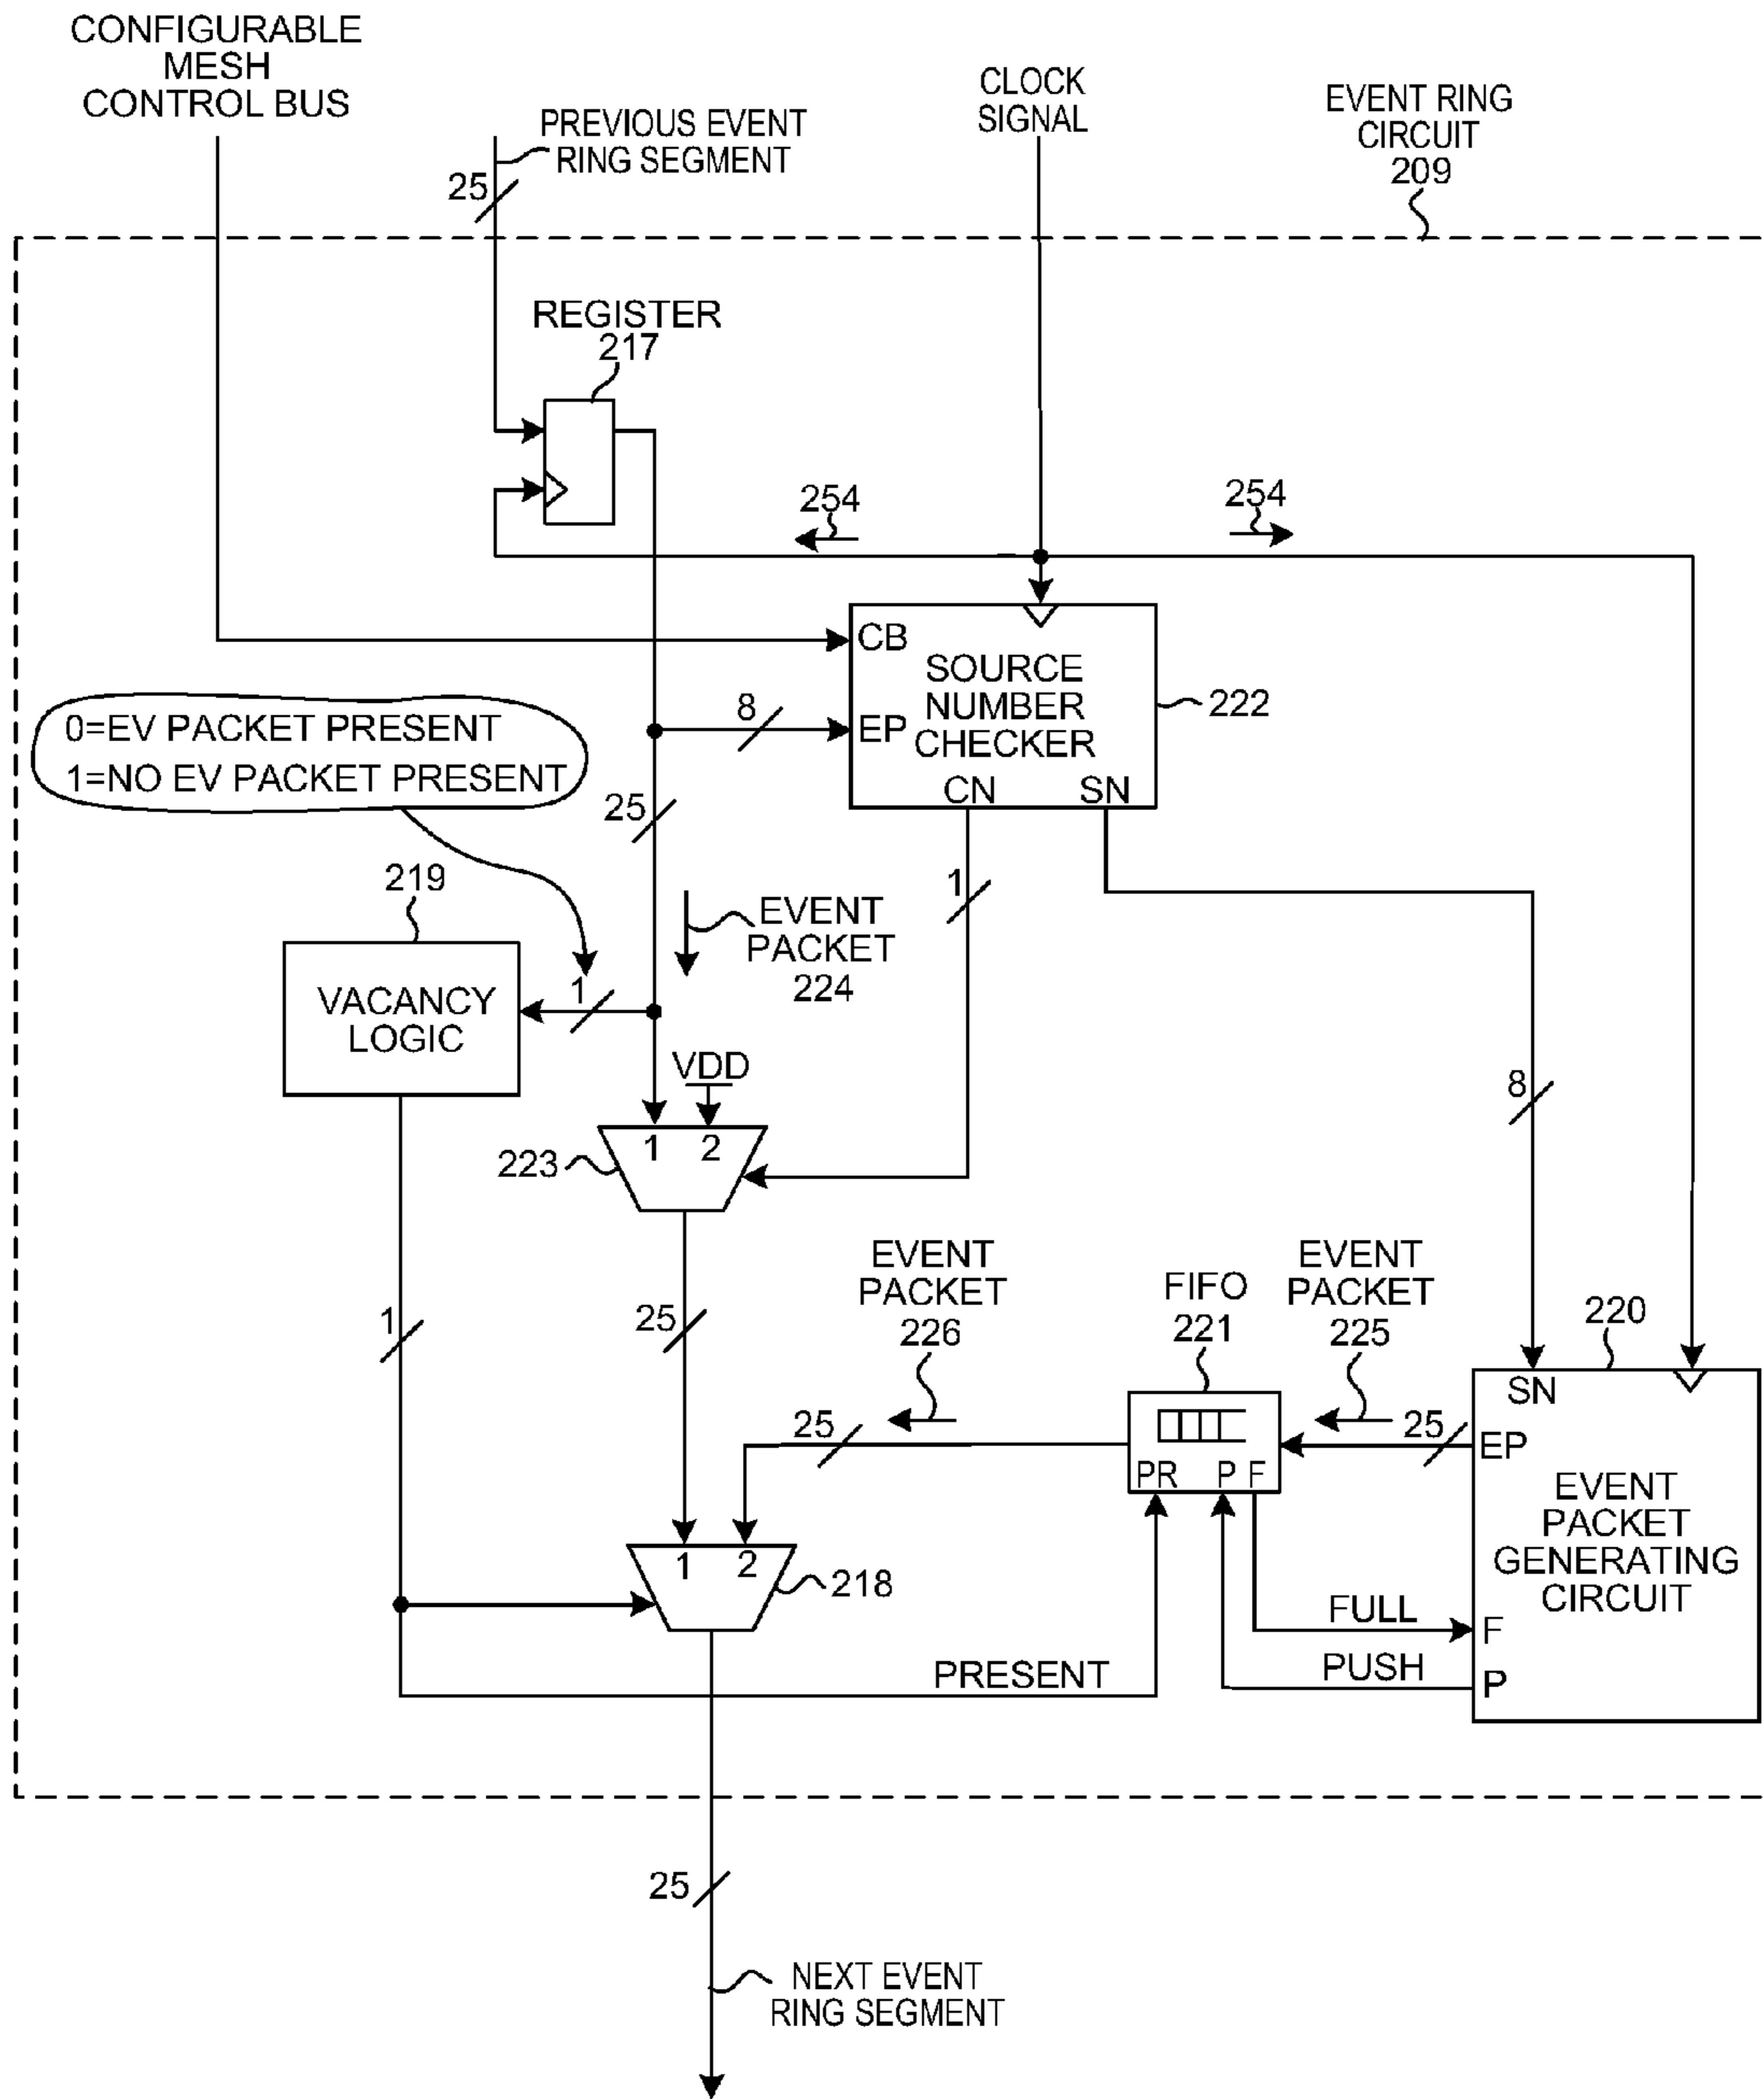 CONFIGURABLE
MESH
CONTROL BUS
PREVIOUS EVENT
RING SEGMENT
25
CLOCK
SIGNAL
EVENT RING
CIRCUIT
209
REGISTER
217
254
254
CB
SOURCE
NUMBER
CHECKER
EP
CN
SN
222
8
0=EV PACKET PRESENT
1=NO EV PACKET PRESENT
25
1
219
EVENT
PACKET
224
VACANCY
LOGIC
1
VDD
8
1
2
223
EVENT
PACKET
226
FIFO
221
EVENT
PACKET
225
220
1
25
25
PR
P
F
25
SN
EP
EVENT
PACKET
GENERATING
CIRCUIT
F
P
1
2
218
FULL
PUSH
PRESENT
25
NEXT EVENT
RING SEGMENT